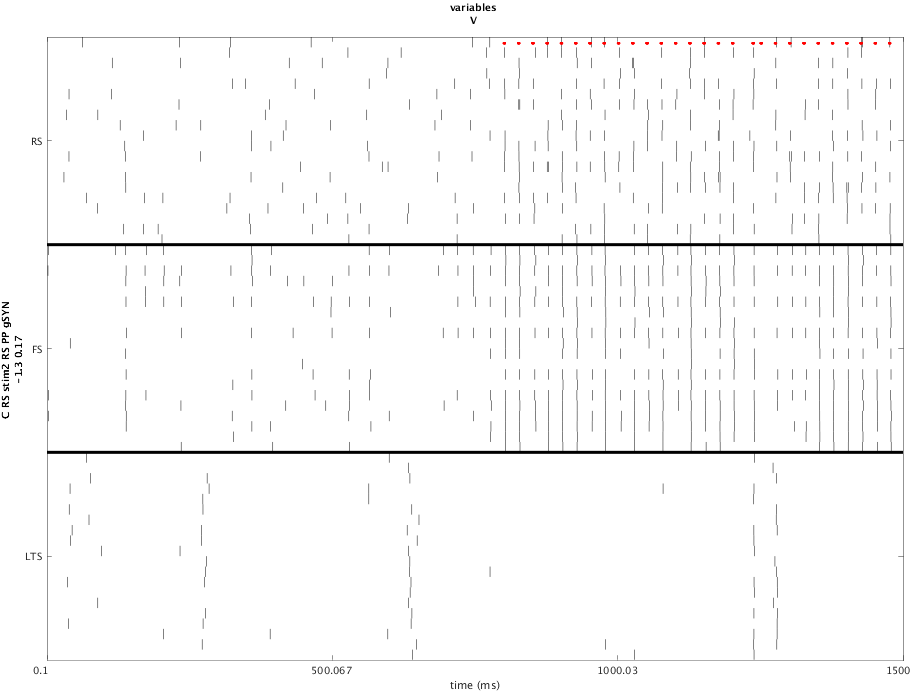 variables
V
RS
FS
LTS
C RS stim2 RS PP gSYN
-1.3 0.17
0.1 500.067 1000.03 1500
time (ms)